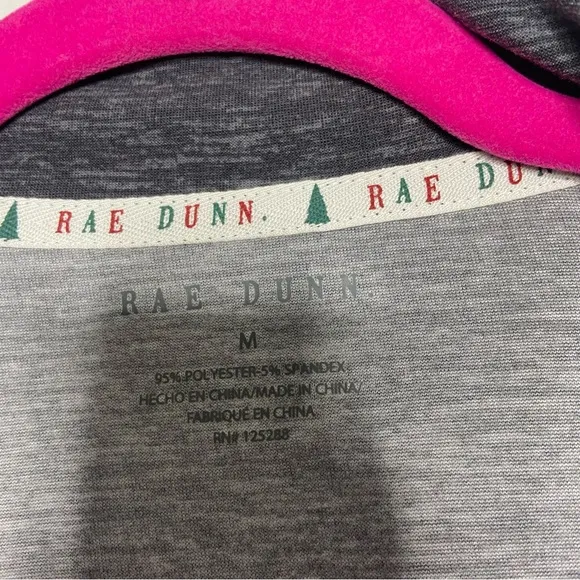 RAE DUNN. RAE DUN
RAE DUNN.
M
95% POLYESTER-5% SPANDEX
HECHO EN CHINA/MADE IN CHINA/
FABRIQUÉ EN CHINA
RN# 125288